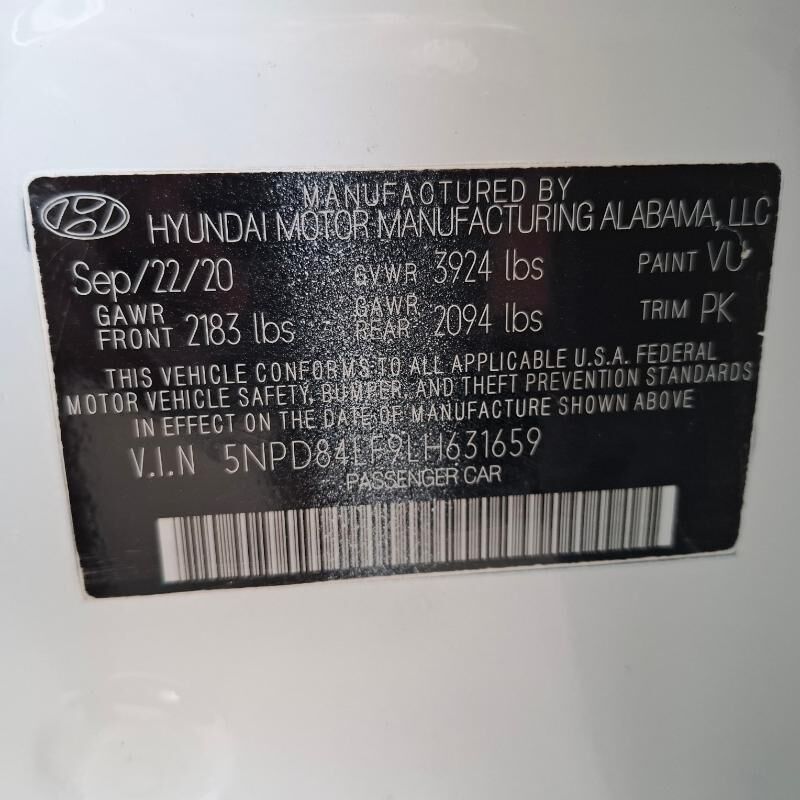 MANUFACTURED BY
HYUNDAI MOTOR MANUFACTURING ALABAMA, LLC
Sep/22/20 GVWR 3924 lbs PAINT VU
GAWR FRONT 2183 lbs GAWR REAR 2094 lbs TRIM PK
THIS VEHICLE CONFORMS TO ALL APPLICABLE U.S.A. FEDERAL
MOTOR VEHICLE SAFETY, BUMPER, AND THEFT PREVENTION STANDARDS
IN EFFECT ON THE DATE OF MANUFACTURE SHOWN ABOVE
V.I.N 5NPD84LF9LH631659
PASSENGER CAR